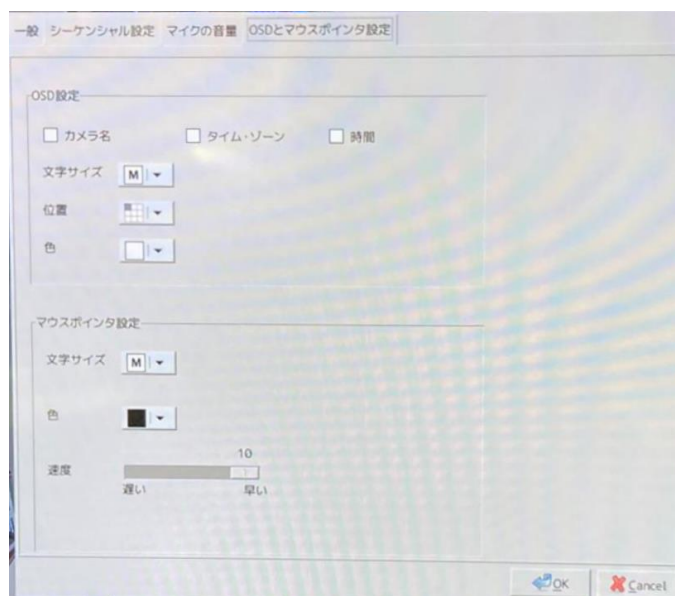 一般 シーケンシャル設定 マイクの音量 OSDとマウスポインタ設定
OSD設定
カメラ名 タイム・ゾーン 時間
文字サイズ M
位置
色
マウスポインタ設定
文字サイズ M
色
10
速度
遅い 早い
OK Cancel